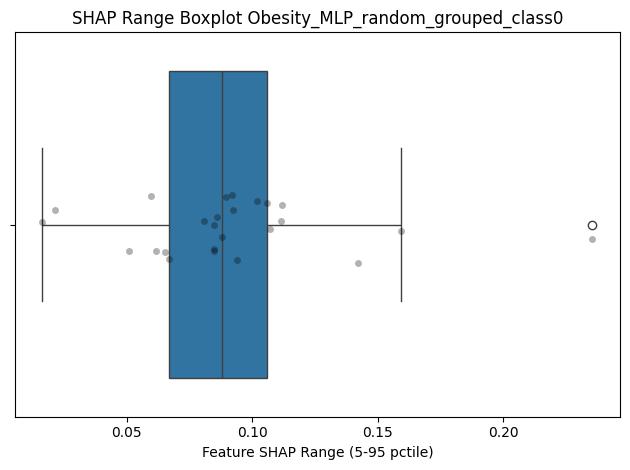 SHAP Range Boxplot Obesity_MLP_random_grouped_class0
0.05 0.10 0.15 0.20
Feature SHAP Range (5-95 pctile)